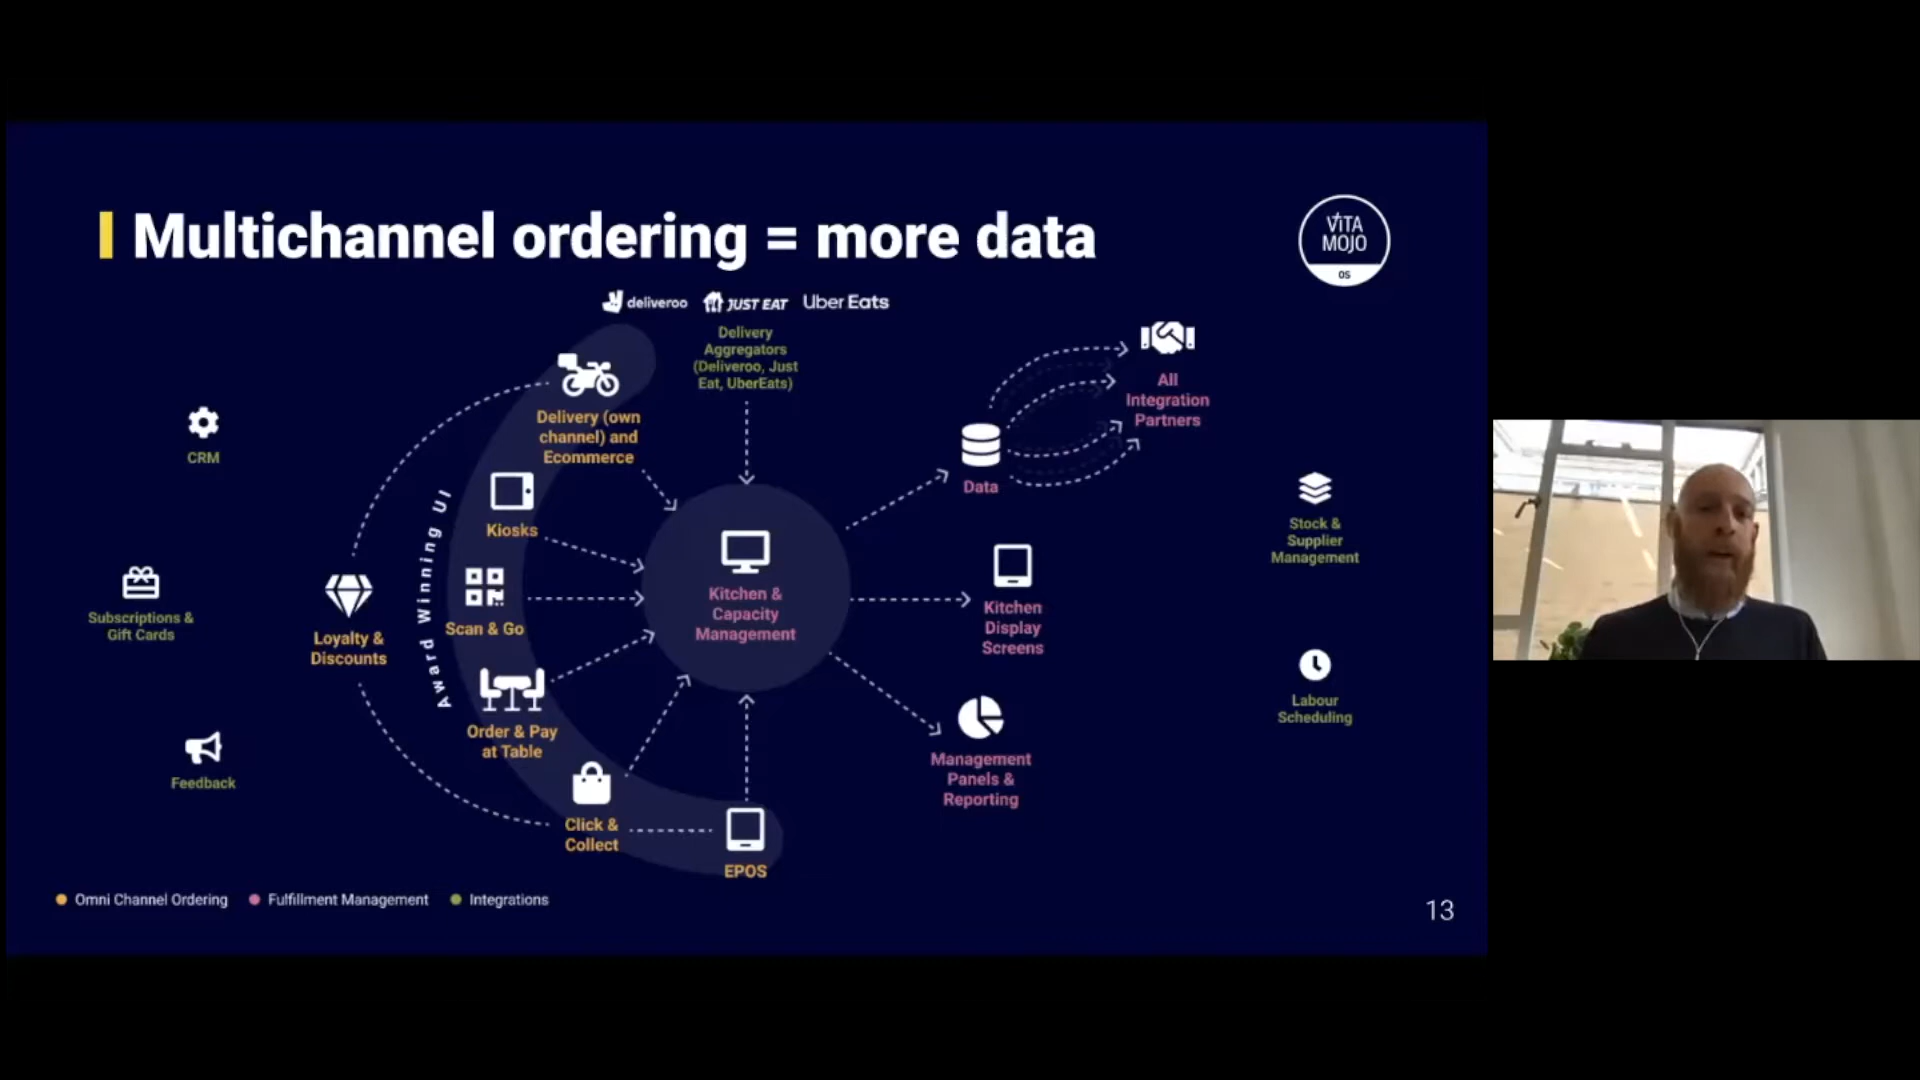 Multichannel ordering = more data
ViTA
MOJO
OS
deliveroo
JUST EAT
Uber Eats
Delivery
Aggregators
(Deliveroo, Just
Eat, UberEats)
Delivery (own
channel) and
Ecommerce
All
Integration
Partners
CRM
Data
Kiosks
Award Winning UI
Stock &
Supplier
Management
Kitchen &
Capacity
Management
Kitchen
Display
Screens
Subscriptions &
Gift Cards
Loyalty &
Discounts
Scan & Go
Labour
Scheduling
Order & Pay
at Table
Management
Panels &
Reporting
Feedback
Click &
Collect
EPOS
Omni Channel Ordering
Fulfillment Management
Integrations
13